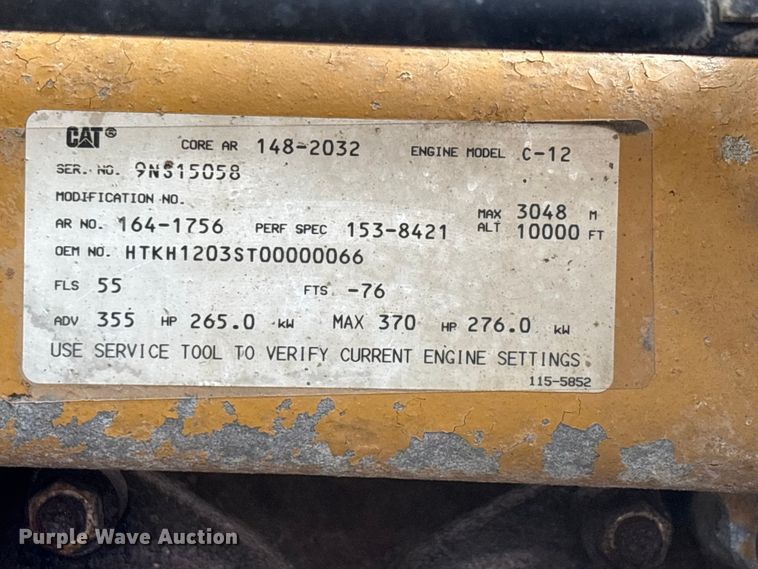 CAT® CORE AR 148-2032 ENGINE MODEL C-12
SER. NO. 9NS15058
MODIFICATION NO.
AR NO. 164-1756 PERF SPEC 153-8421 MAX ALT 3048 M 10000 FT
OEM NO. HTKH1203ST00000066
FLS 55 FTS -76
ADV 355 HP 265.0 kW MAX 370 HP 276.0 kW
USE SERVICE TOOL TO VERIFY CURRENT ENGINE SETTINGS
115-5852
Purple Wave Auction